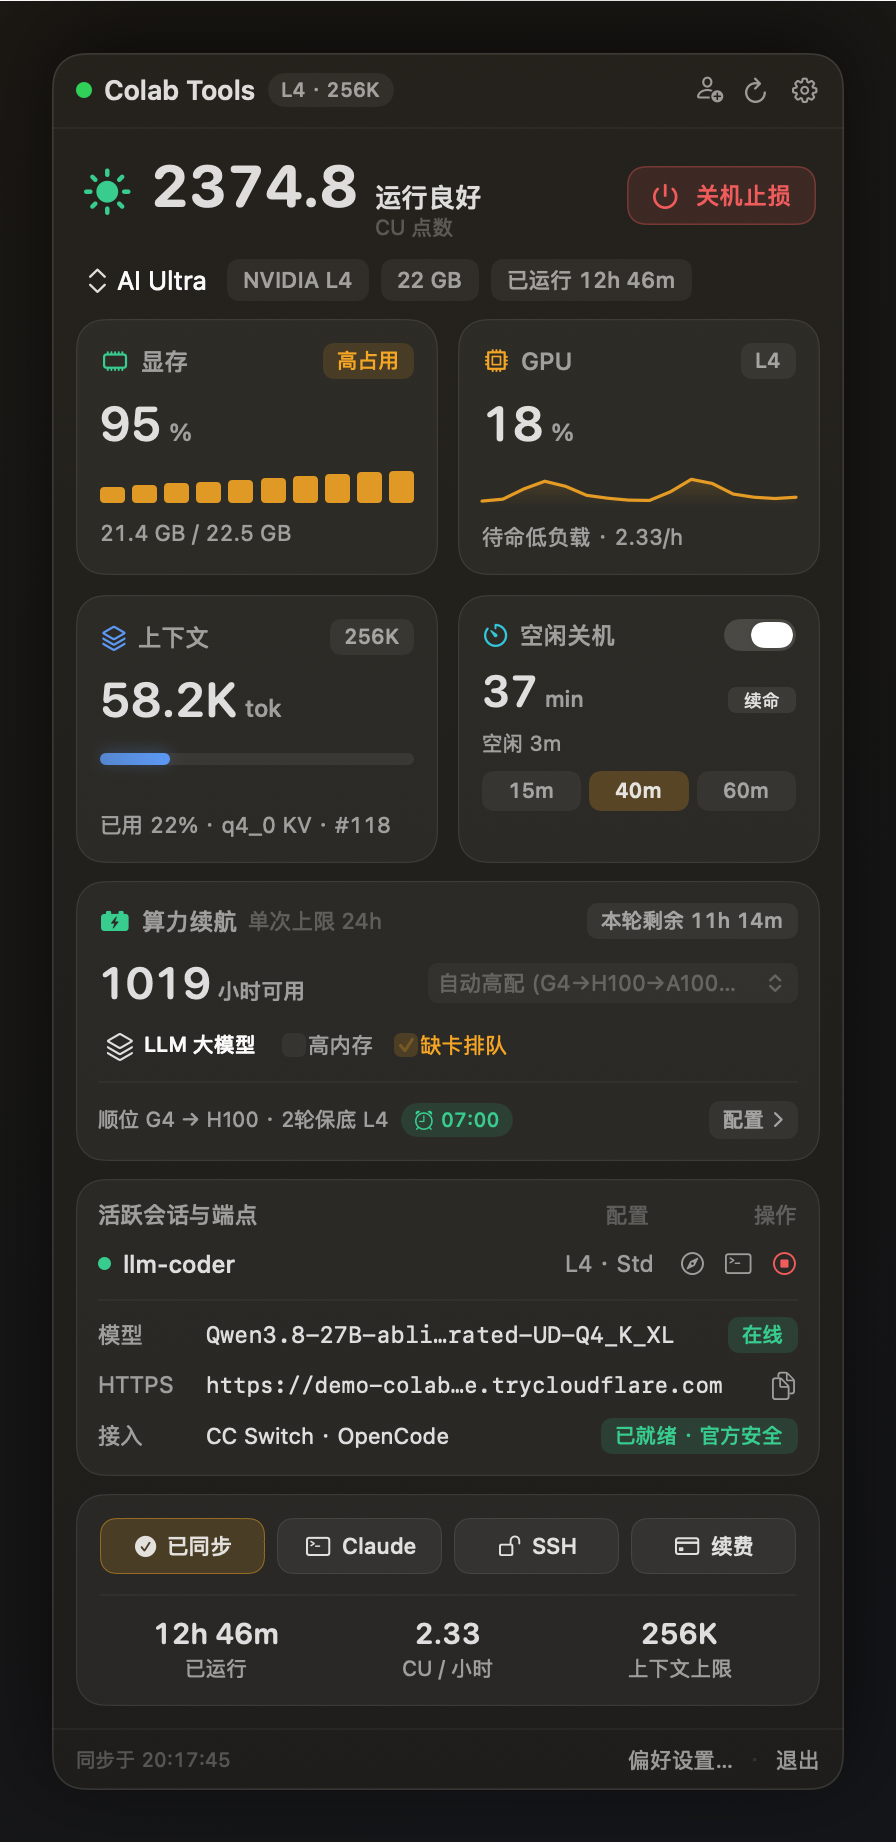 Colab Tools L4 · 256K
2374.8 运行良好 关机止损
CU 点数
AI Ultra NVIDIA L4 22 GB 已运行 12h 46m
显存 高占用
95 %
21.4 GB / 22.5 GB
GPU L4
18 %
待命低负载 · 2.33/h
上下文 256K
58.2K tok
已用 22% · q4_0 KV · #118
空闲关机
37 min 续命
空闲 3m
15m 40m 60m
算力续航 单次上限 24h 本轮剩余 11h 14m
1019 小时可用 自动高配 (G4→H100→A100...
LLM 大模型 高内存 缺卡排队
顺位 G4 → H100 · 2轮保底 L4 07:00 配置
活跃会话与端点 配置 操作
llm-coder L4 · Std
模型 Qwen3.8-27B-abli…rated-UD-Q4_K_XL 在线
HTTPS https://demo-colab…e.trycloudflare.com
接入 CC Switch · OpenCode 已就绪 · 官方安全
已同步 Claude SSH 续费
12h 46m 2.33 256K
已运行 CU / 小时 上下文上限
同步于 20:17:45 偏好设置... · 退出